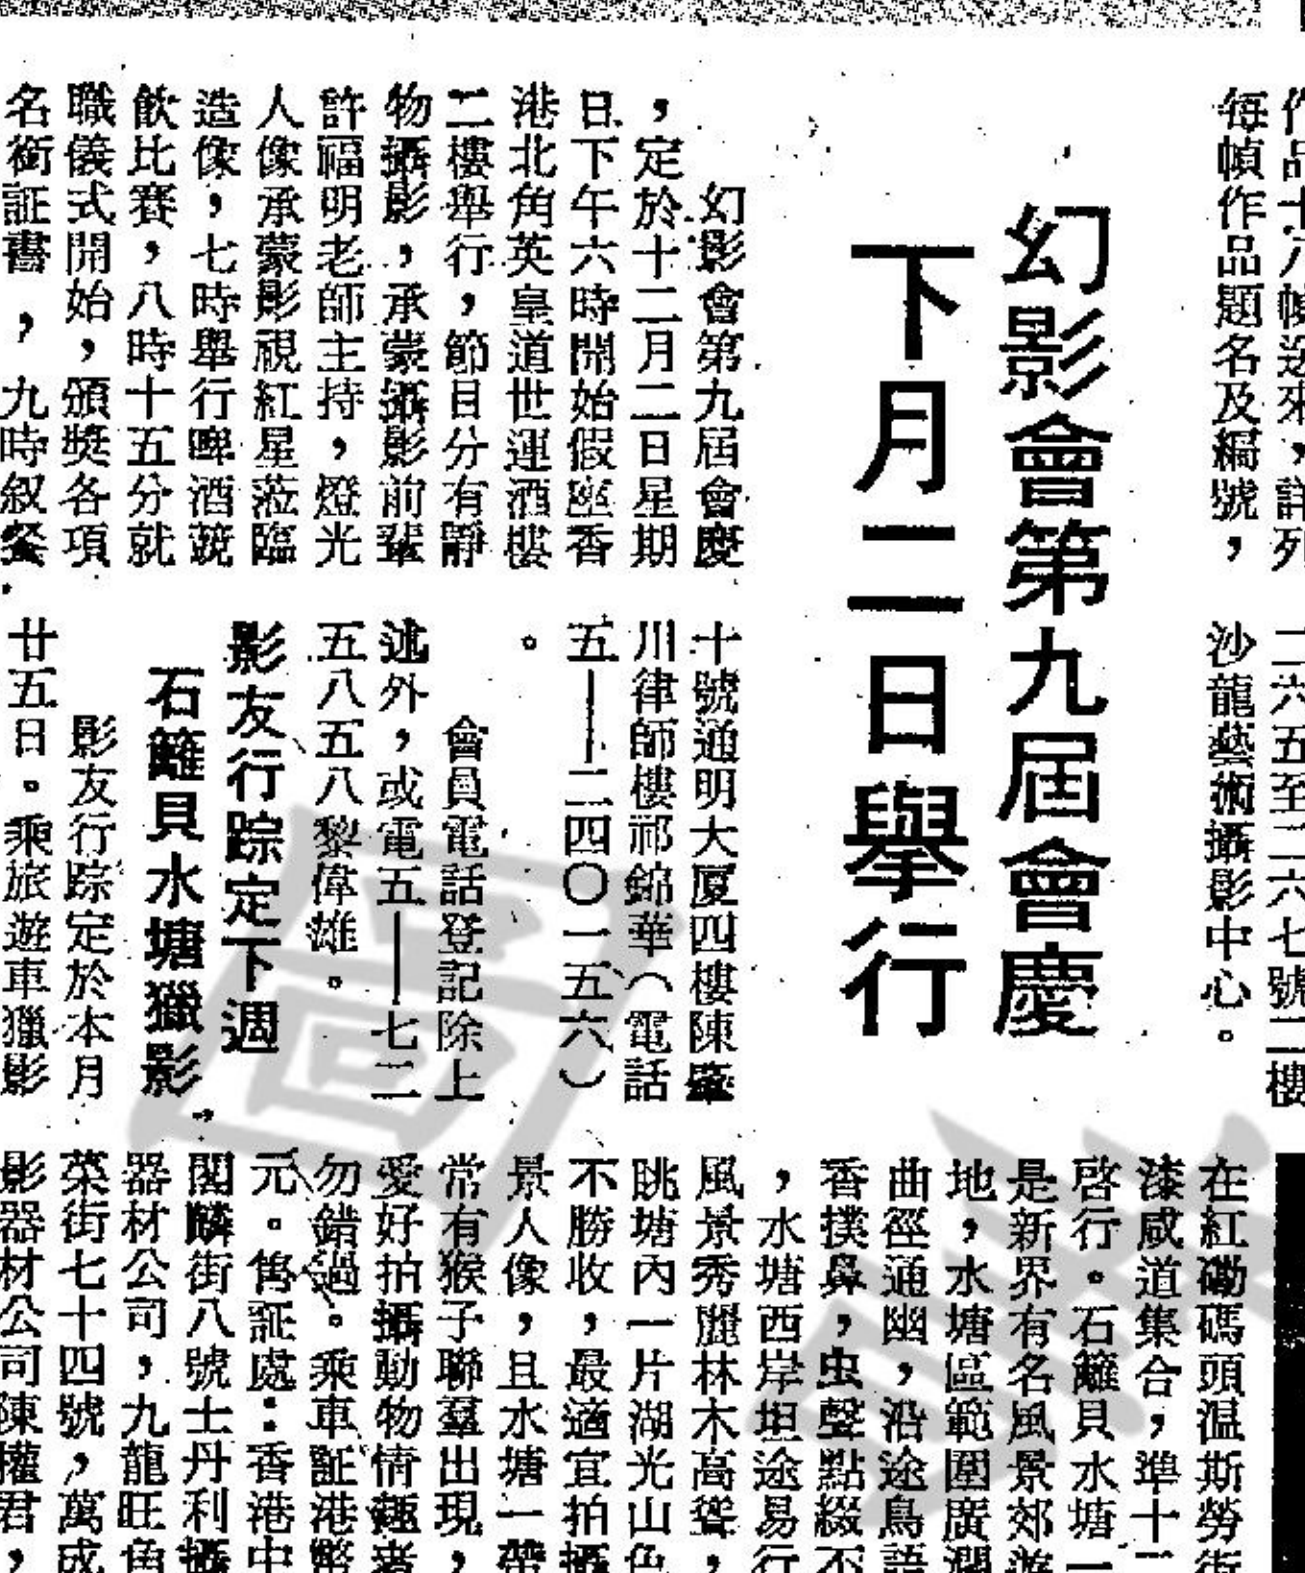 作品十八幀送來，詳列
每幀作品題名及編號，
二六五至二六七號二樓
沙龍藝術攝影中心。
幻影會第九屆會慶
下月二日舉行
幻影會第九屆會慶
，定於十二月二日星期
日下午六時開始假座香
港北角英皇道世運酒樓
二樓舉行，節目分有靜
物攝影，承蒙攝影前輩
許福明老師主持，燈光
人像承蒙影視紅星蒞臨
造像，七時舉行啤酒競
飲比賽，八時十五分就
職儀式開始，頒獎各項
名銜証書，九時叙餐
十號通明大厦四樓陳肇
川律師樓祁錦華（電話
五——二四〇一五六）
。
會員電話登記除上
述外，或電五——七二
五八五八黎偉雄。
影友行踪定下週
石籬貝水塘獵影
影友行踪定於本月
廿五日。乘旅遊車獵影
在紅磡碼頭温斯勞街
漆咸道集合，準十一
啓行。石籬貝水塘一
是新界有名風景郊遊
地，水塘區範圍廣濶
曲徑通幽，沿途鳥語
香撲鼻，虫聲點綴不
，水塘西岸坦途易行
風景秀麗林木高聳，
眺塘內一片湖光山色
不勝收，最適宜拍攝
景人像，且水塘一帶
常有猴子聯羣出現，
愛好拍攝動物情趣者
勿錯過。乘車証港幣
元。售証處：香港中
閣麟街八號士丹利攝
器材公司，九龍旺角
菜街七十四號，萬成
影器材公司陳權君，